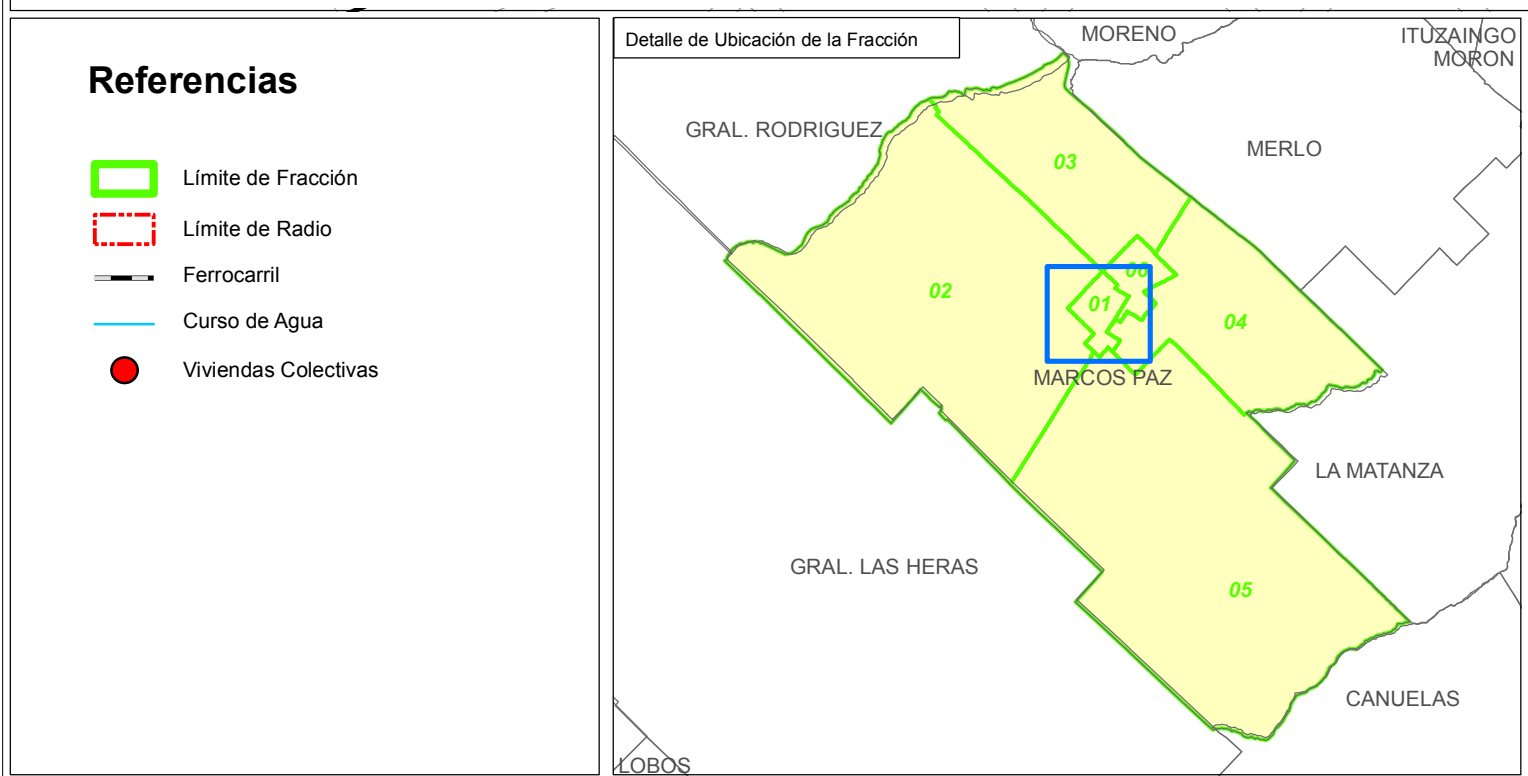 Referencias
Límite de Fracción
Límite de Radio
Ferrocarril
Curso de Agua
Viviendas Colectivas
Detalle de Ubicación de la Fracción
MORENO
ITUZAINGO
MORON
GRAL. RODRIGUEZ
MERLO
03
02
01
04
MARCOS PAZ
LA MATANZA
GRAL. LAS HERAS
05
CANUELAS
LOBOS